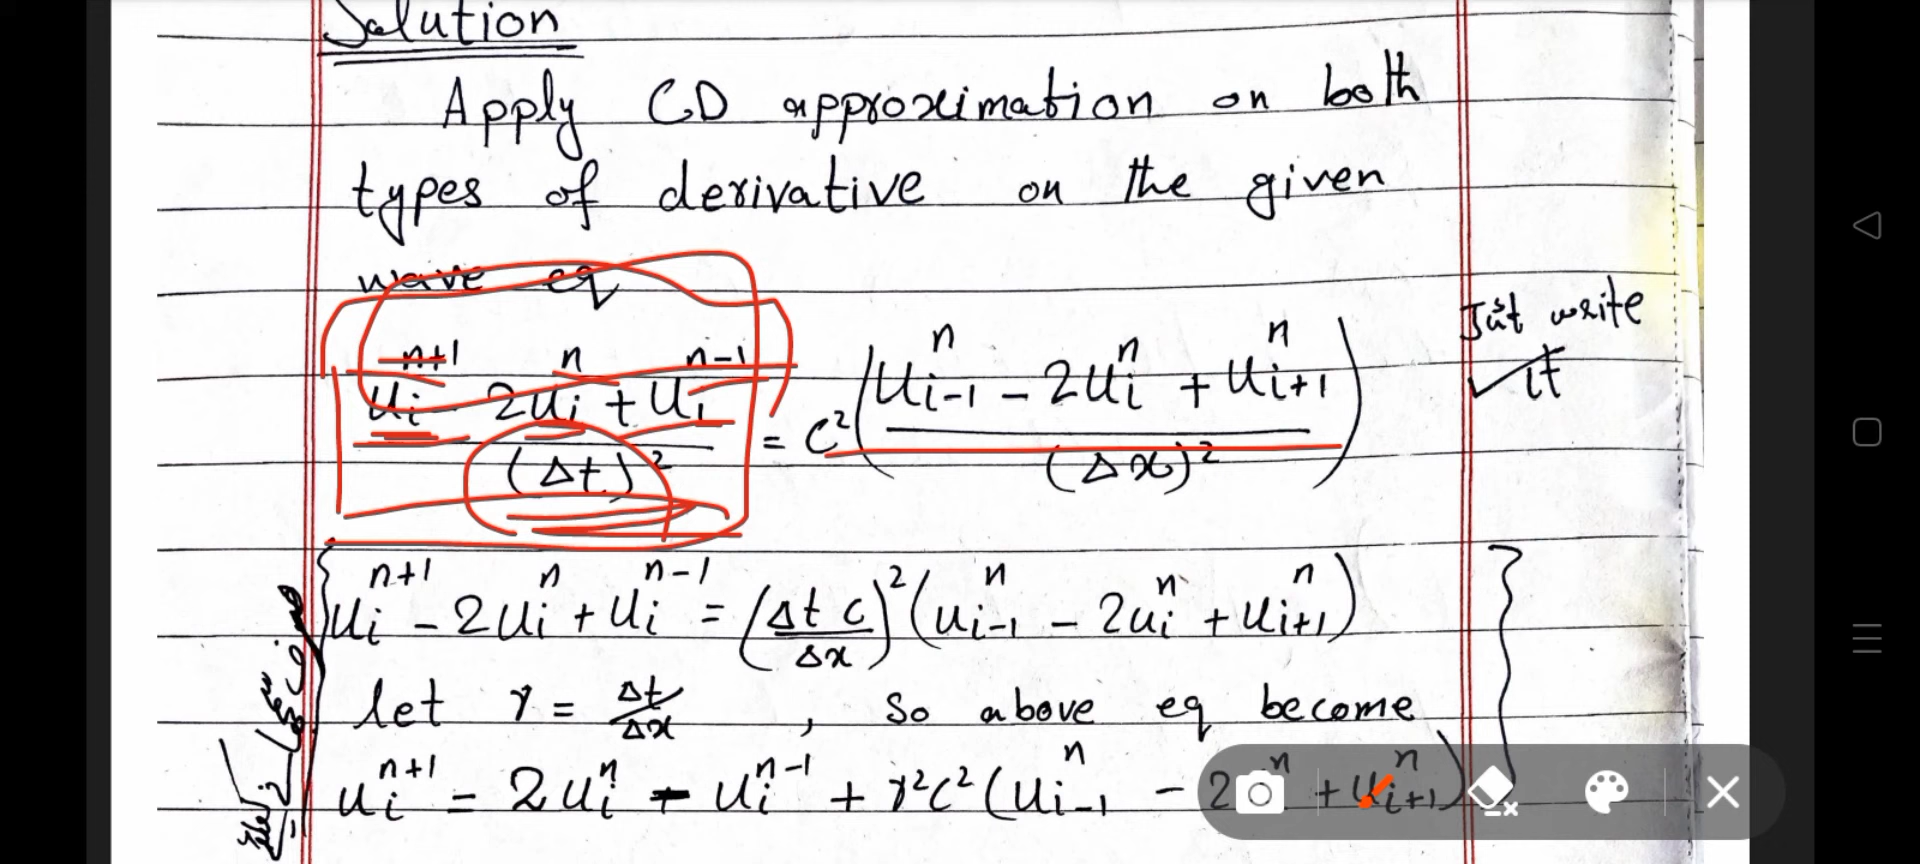 Solution
Apply CD approximation on both
types of derivative on the given
wave eq
(u_i^{n+1} - 2u_i^n + u_i^{n-1}) / (Δt)^2 = c^2 ((u_{i-1}^n - 2u_i^n + u_{i+1}^n) / (Δx)^2)
Just write
it
u_i^{n+1} - 2u_i^n + u_i^{n-1} = (Δt c / Δx)^2 (u_{i-1}^n - 2u_i^n + u_{i+1}^n)
let r = Δt/Δx , So above eq become
u_i^{n+1} = 2u_i^n - u_i^{n-1} + r^2c^2 (u_{i-1}^n - 2 ^n + u_{i+1}^n)